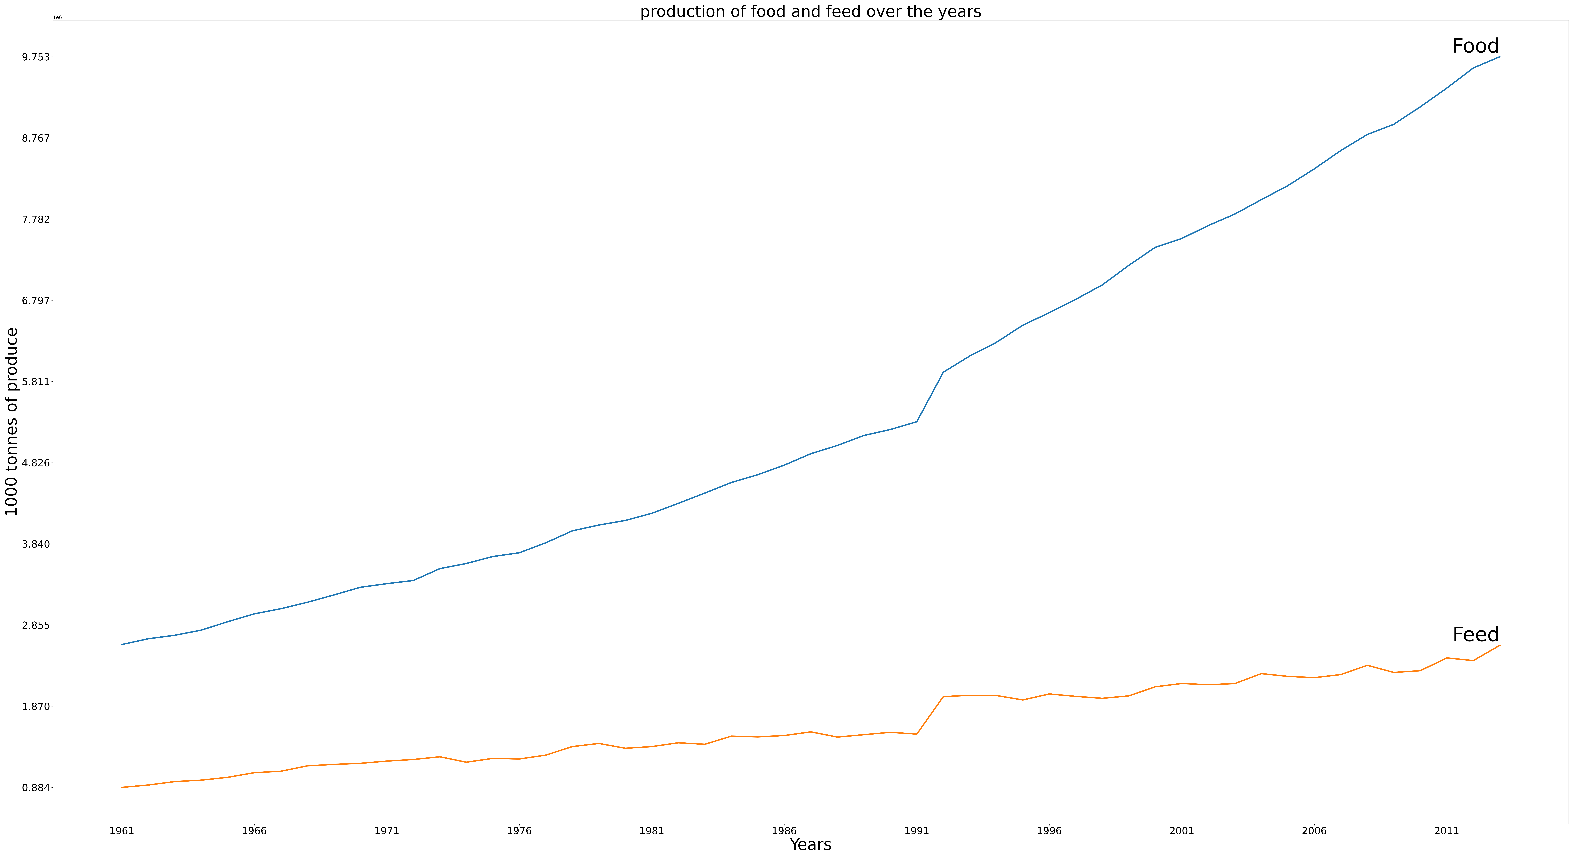 production of food and feed over the years
Food
9.753
8.767
7.782
6.797
5.811
4.826
3.840
2.855
1.870
0.884
1000 tonnes of produce
Feed
1961 1966 1971 1976 1981 1986 1991 1996 2001 2006 2011
Years